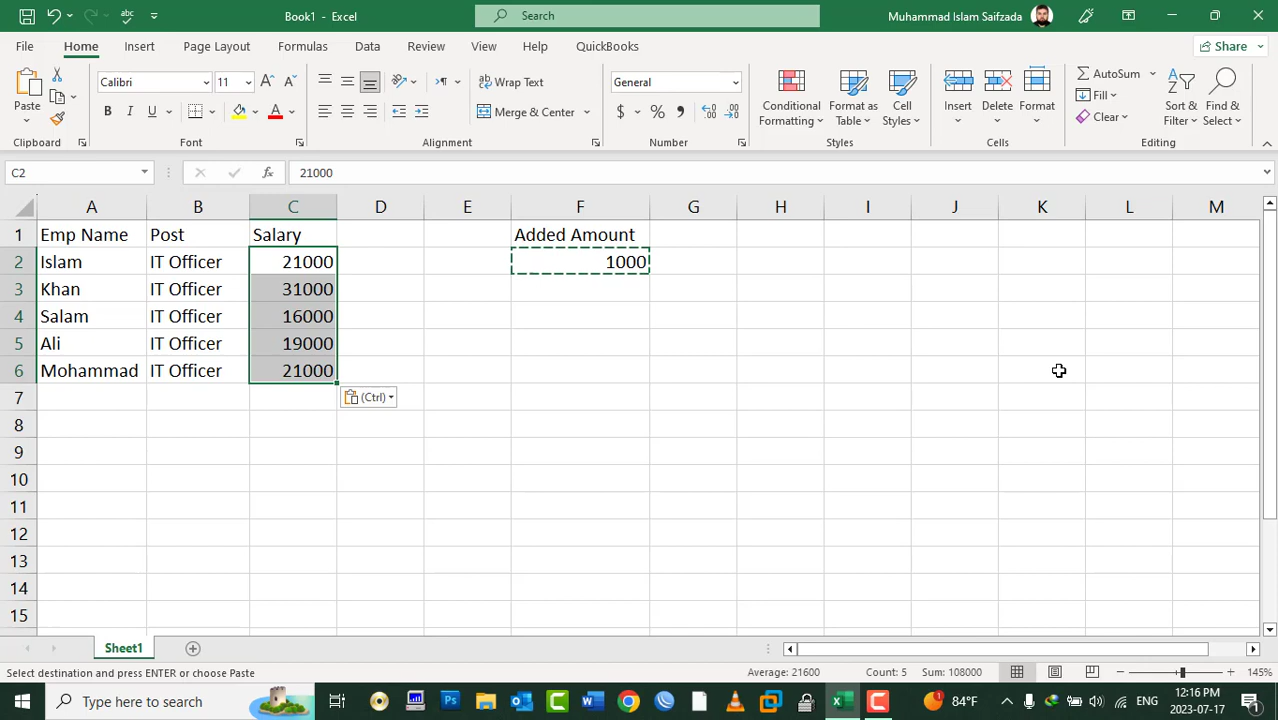 Book1 - Excel
Search
Muhammad Islam Saifzada
File Home Insert Page Layout Formulas Data Review View Help QuickBooks
Share
Paste
Calibri 11
Wrap Text
General
Conditional Formatting
Format as Table
Cell Styles
Insert
Delete
Format
AutoSum
Fill
Clear
Sort & Filter
Find & Select
B I U
Merge & Center
$ % ,
Clipboard Font Alignment Number Styles Cells Editing
C2 fx 21000
A B C D E F G H I J K L M
1 Emp Name Post Salary Added Amount
2 Islam IT Officer 21000 1000
3 Khan IT Officer 31000
4 Salam IT Officer 16000
5 Ali IT Officer 19000
6 Mohammad IT Officer 21000
7
(Ctrl)
8
9
10
11
12
13
14
15
Sheet1
Select destination and press ENTER or choose Paste
Average: 21600 Count: 5 Sum: 108000
145%
Type here to search
84°F
ENG
12:16 PM
2023-07-17